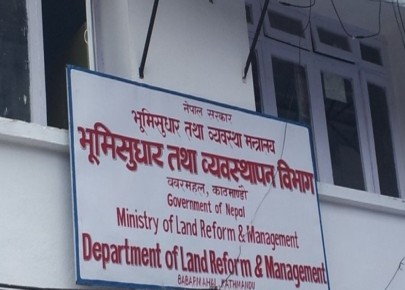 नेपाल सरकार
भूमिसुधार तथा व्यवस्था मन्त्रालय
भूमिसुधार तथा व्यवस्थापन विभाग
बबरमहल, काठमाण्डौ
Government of Nepal
Ministry of Land Reform & Management
Department of Land Reform & Management
BABARMAHAL KATHMANDU